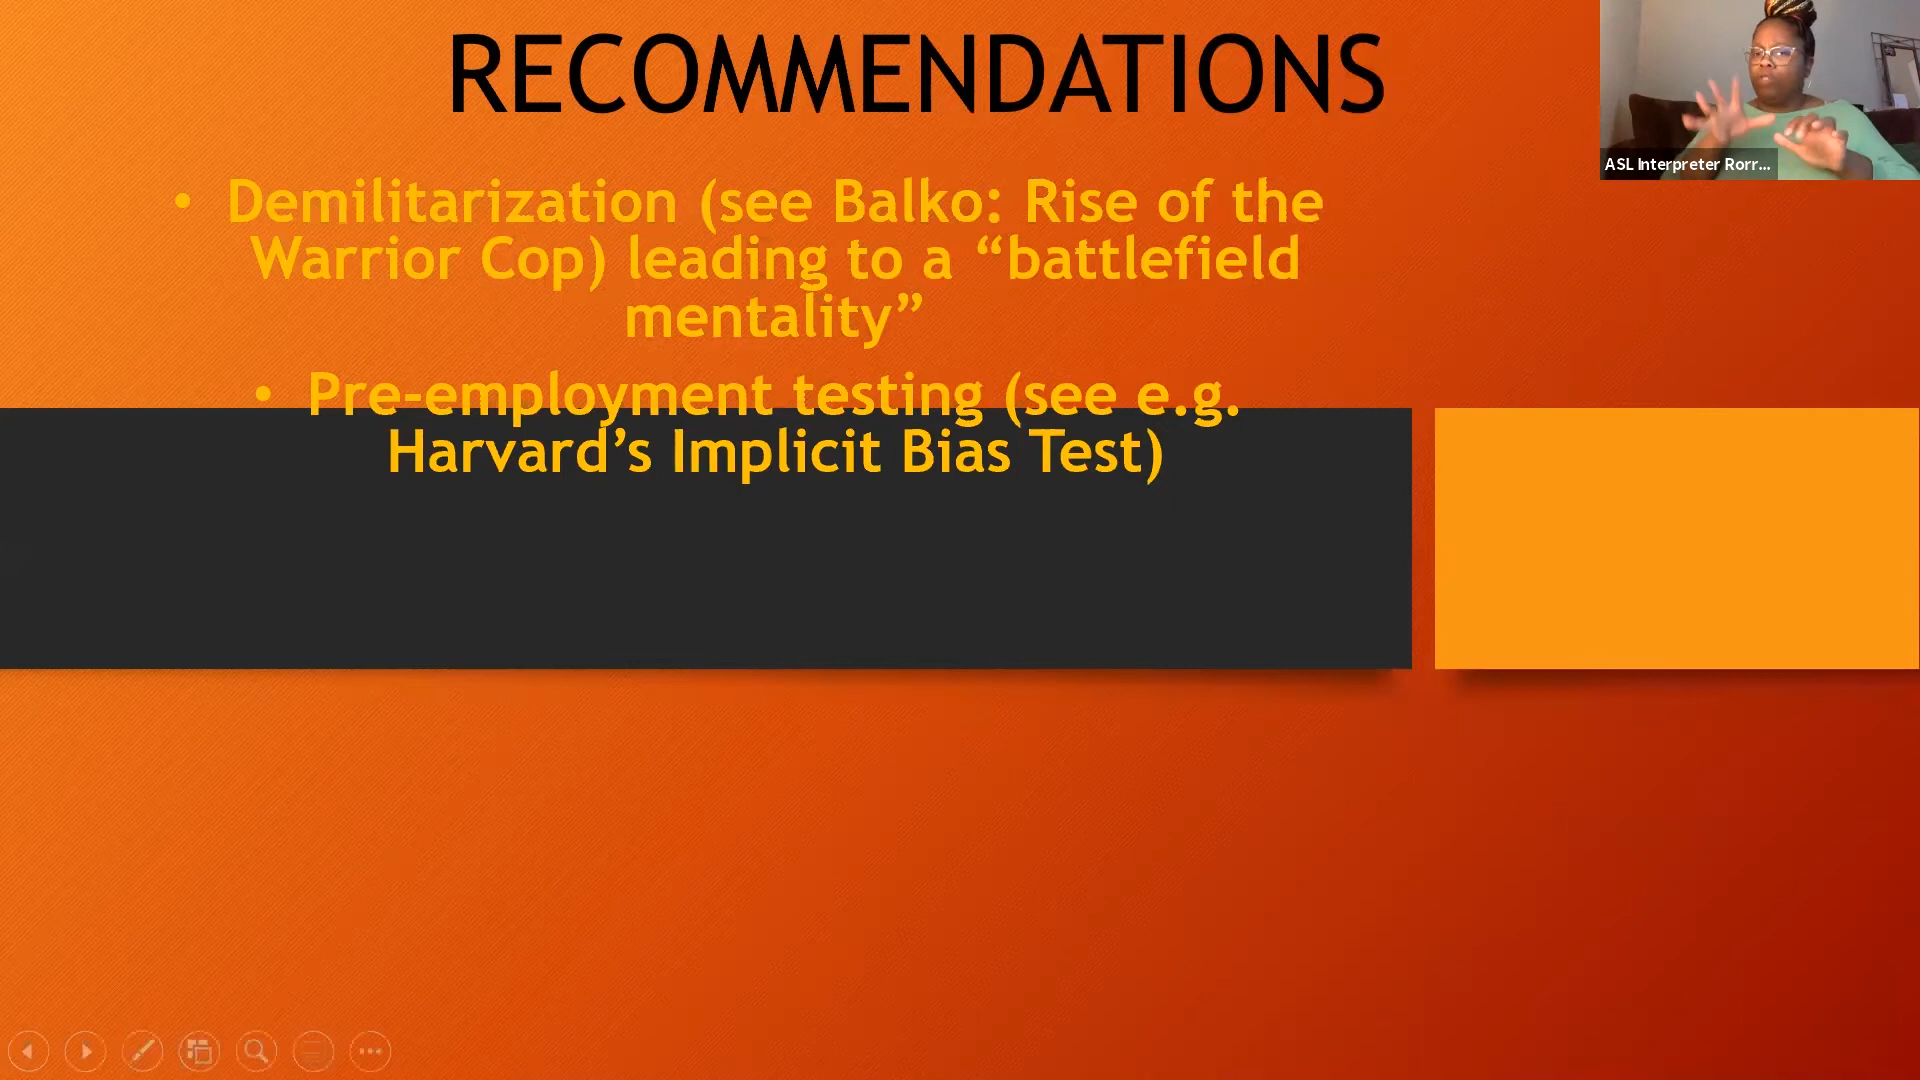 RECOMMENDATIONS
ASL Interpreter Rorr...
• Demilitarization (see Balko: Rise of the
Warrior Cop) leading to a “battlefield
mentality”
• Pre-employment testing (see e.g.
Harvard’s Implicit Bias Test)